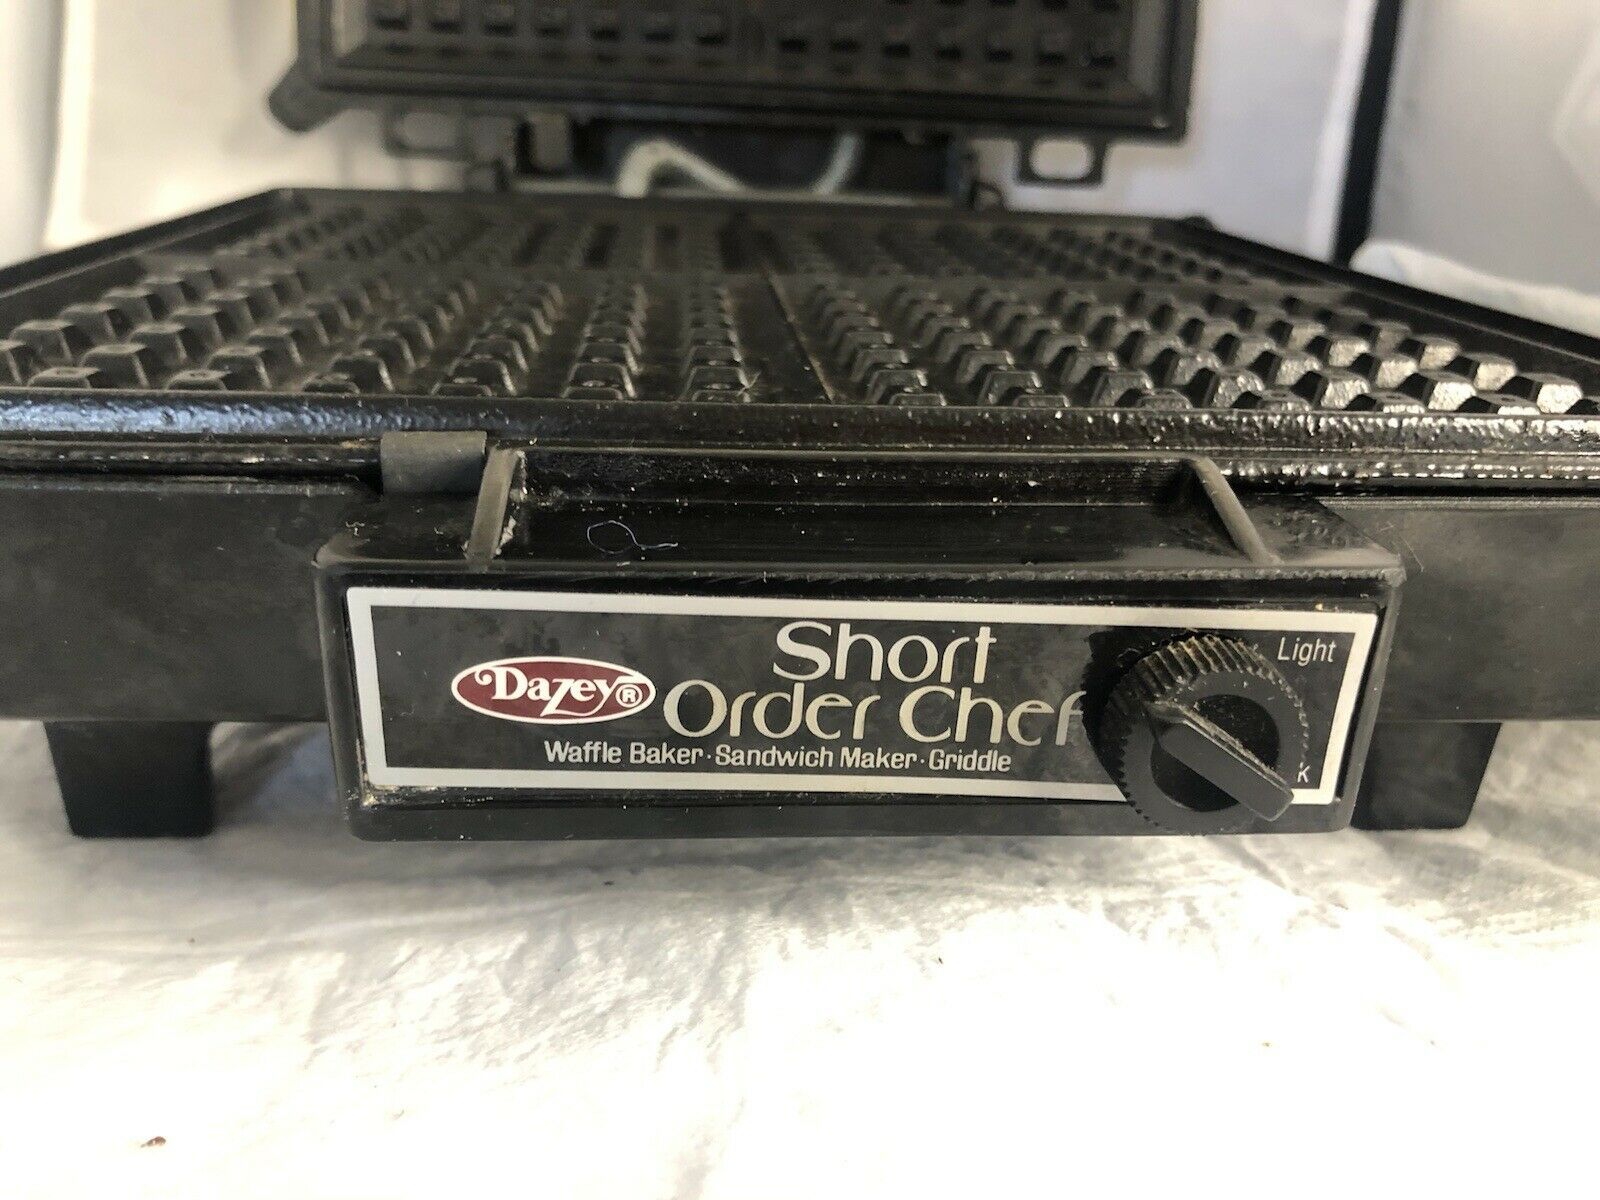 Dazey®
Short
Order Chef
Waffle Baker · Sandwich Maker · Griddle
Light
k